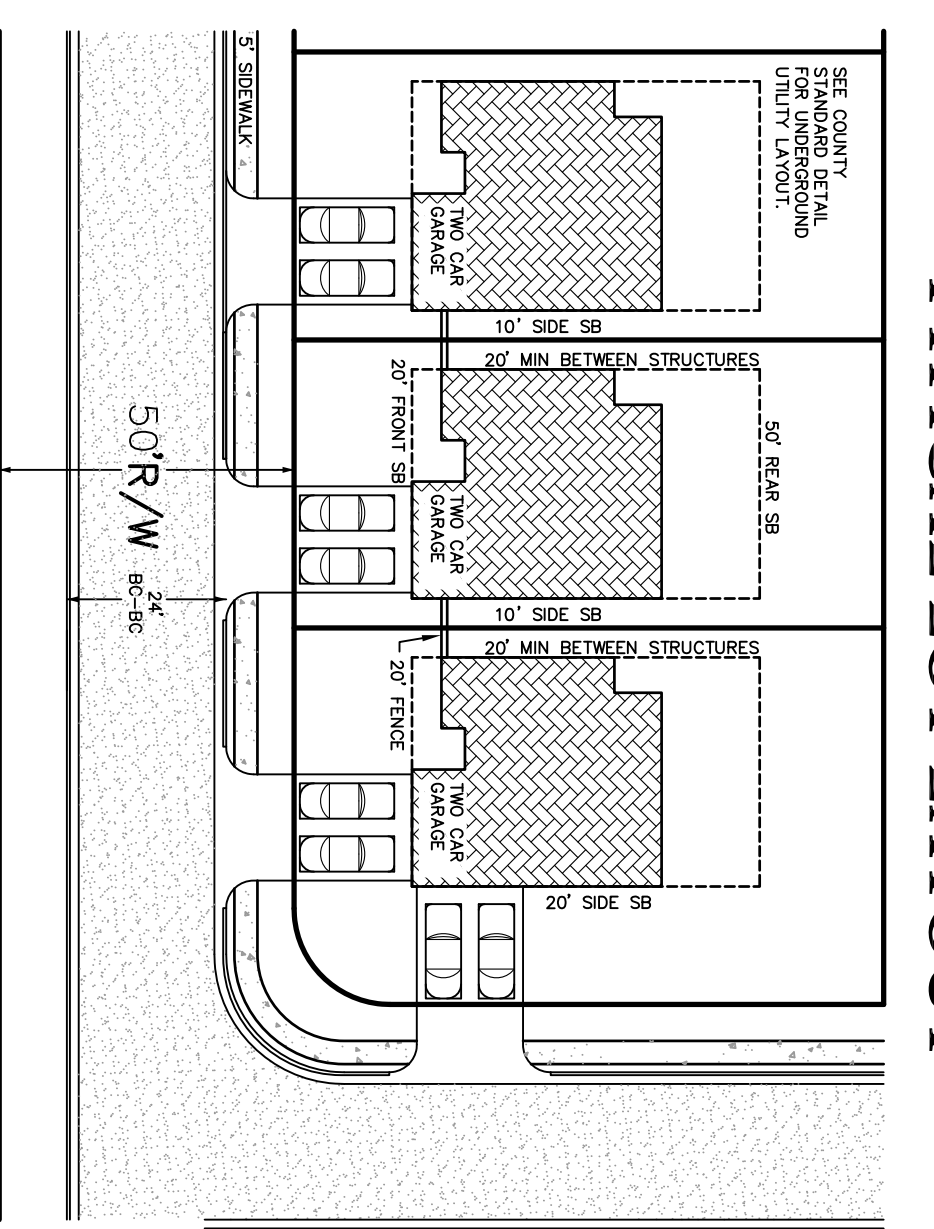 SEE COUNTY
STANDARD DETAIL
FOR UNDERGROUND
UTILITY LAYOUT.
5' SIDEWALK
TWO CAR
GARAGE
10' SIDE SB
20' MIN BETWEEN STRUCTURES
50' REAR SB
20' FRONT SB
TWO CAR
GARAGE
10' SIDE SB
20' MIN BETWEEN STRUCTURES
20' FENCE
TWO CAR
GARAGE
20' SIDE SB
50'R/W
24'
BC-BC